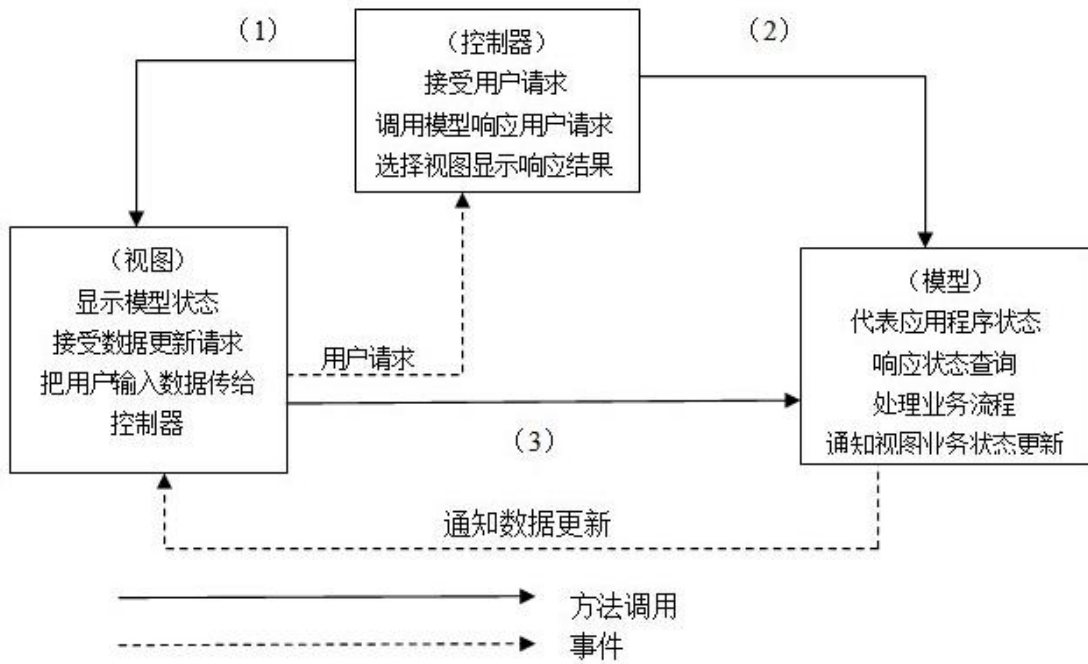 （1）
（2）
（控制器）
接受用户请求
调用模型响应用户请求
选择视图显示响应结果
（视图）
显示模型状态
接受数据更新请求
把用户输入数据传给
控制器
用户请求
（3）
（模型）
代表应用程序状态
响应状态查询
处理业务流程
通知视图业务状态更新
通知数据更新
方法调用
事件